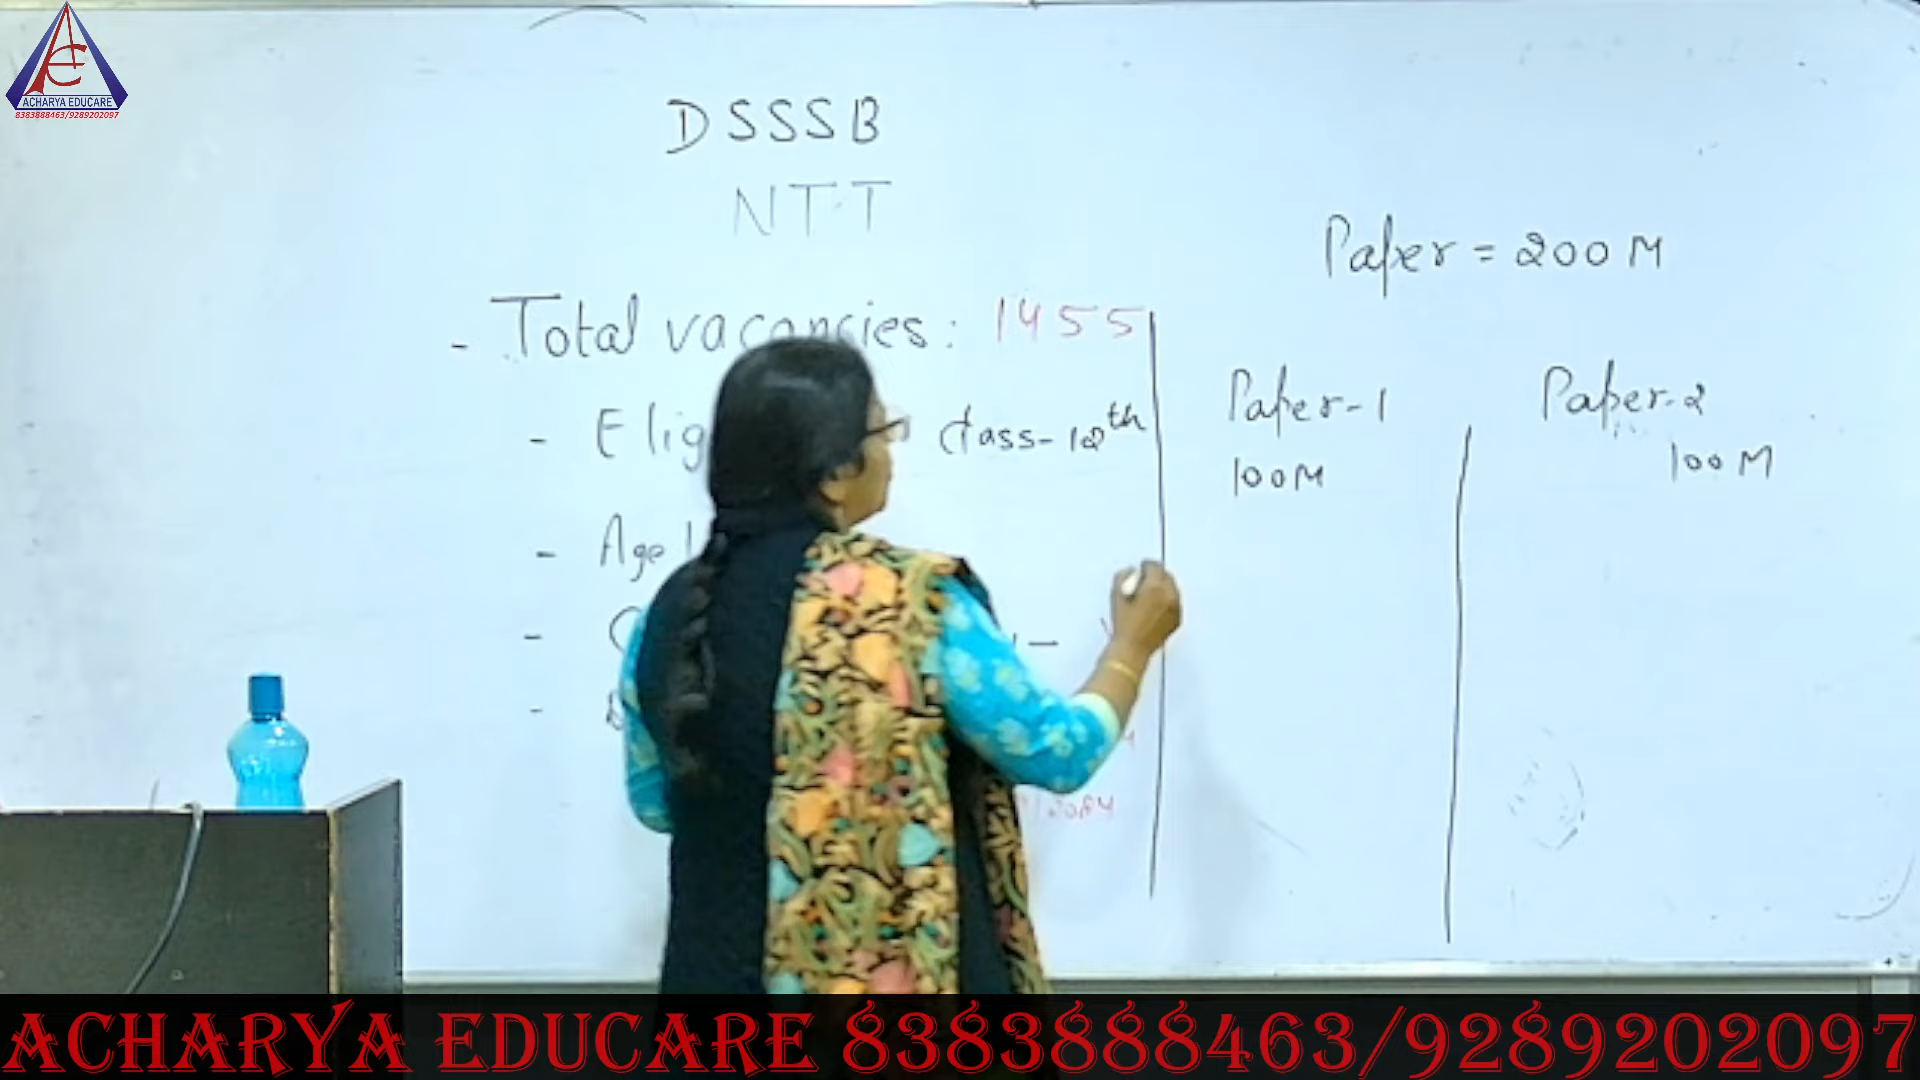 ACHARYA EDUCARE
8383888463/9289202097
DSSSB
NTT
- Total vacancies: 1455
- Elig class-12th
- Age
-
-
Paper = 200 M
Paper-1
100M
Paper-2
100 M
ACHARYA EDUCARE 8383888463/9289202097